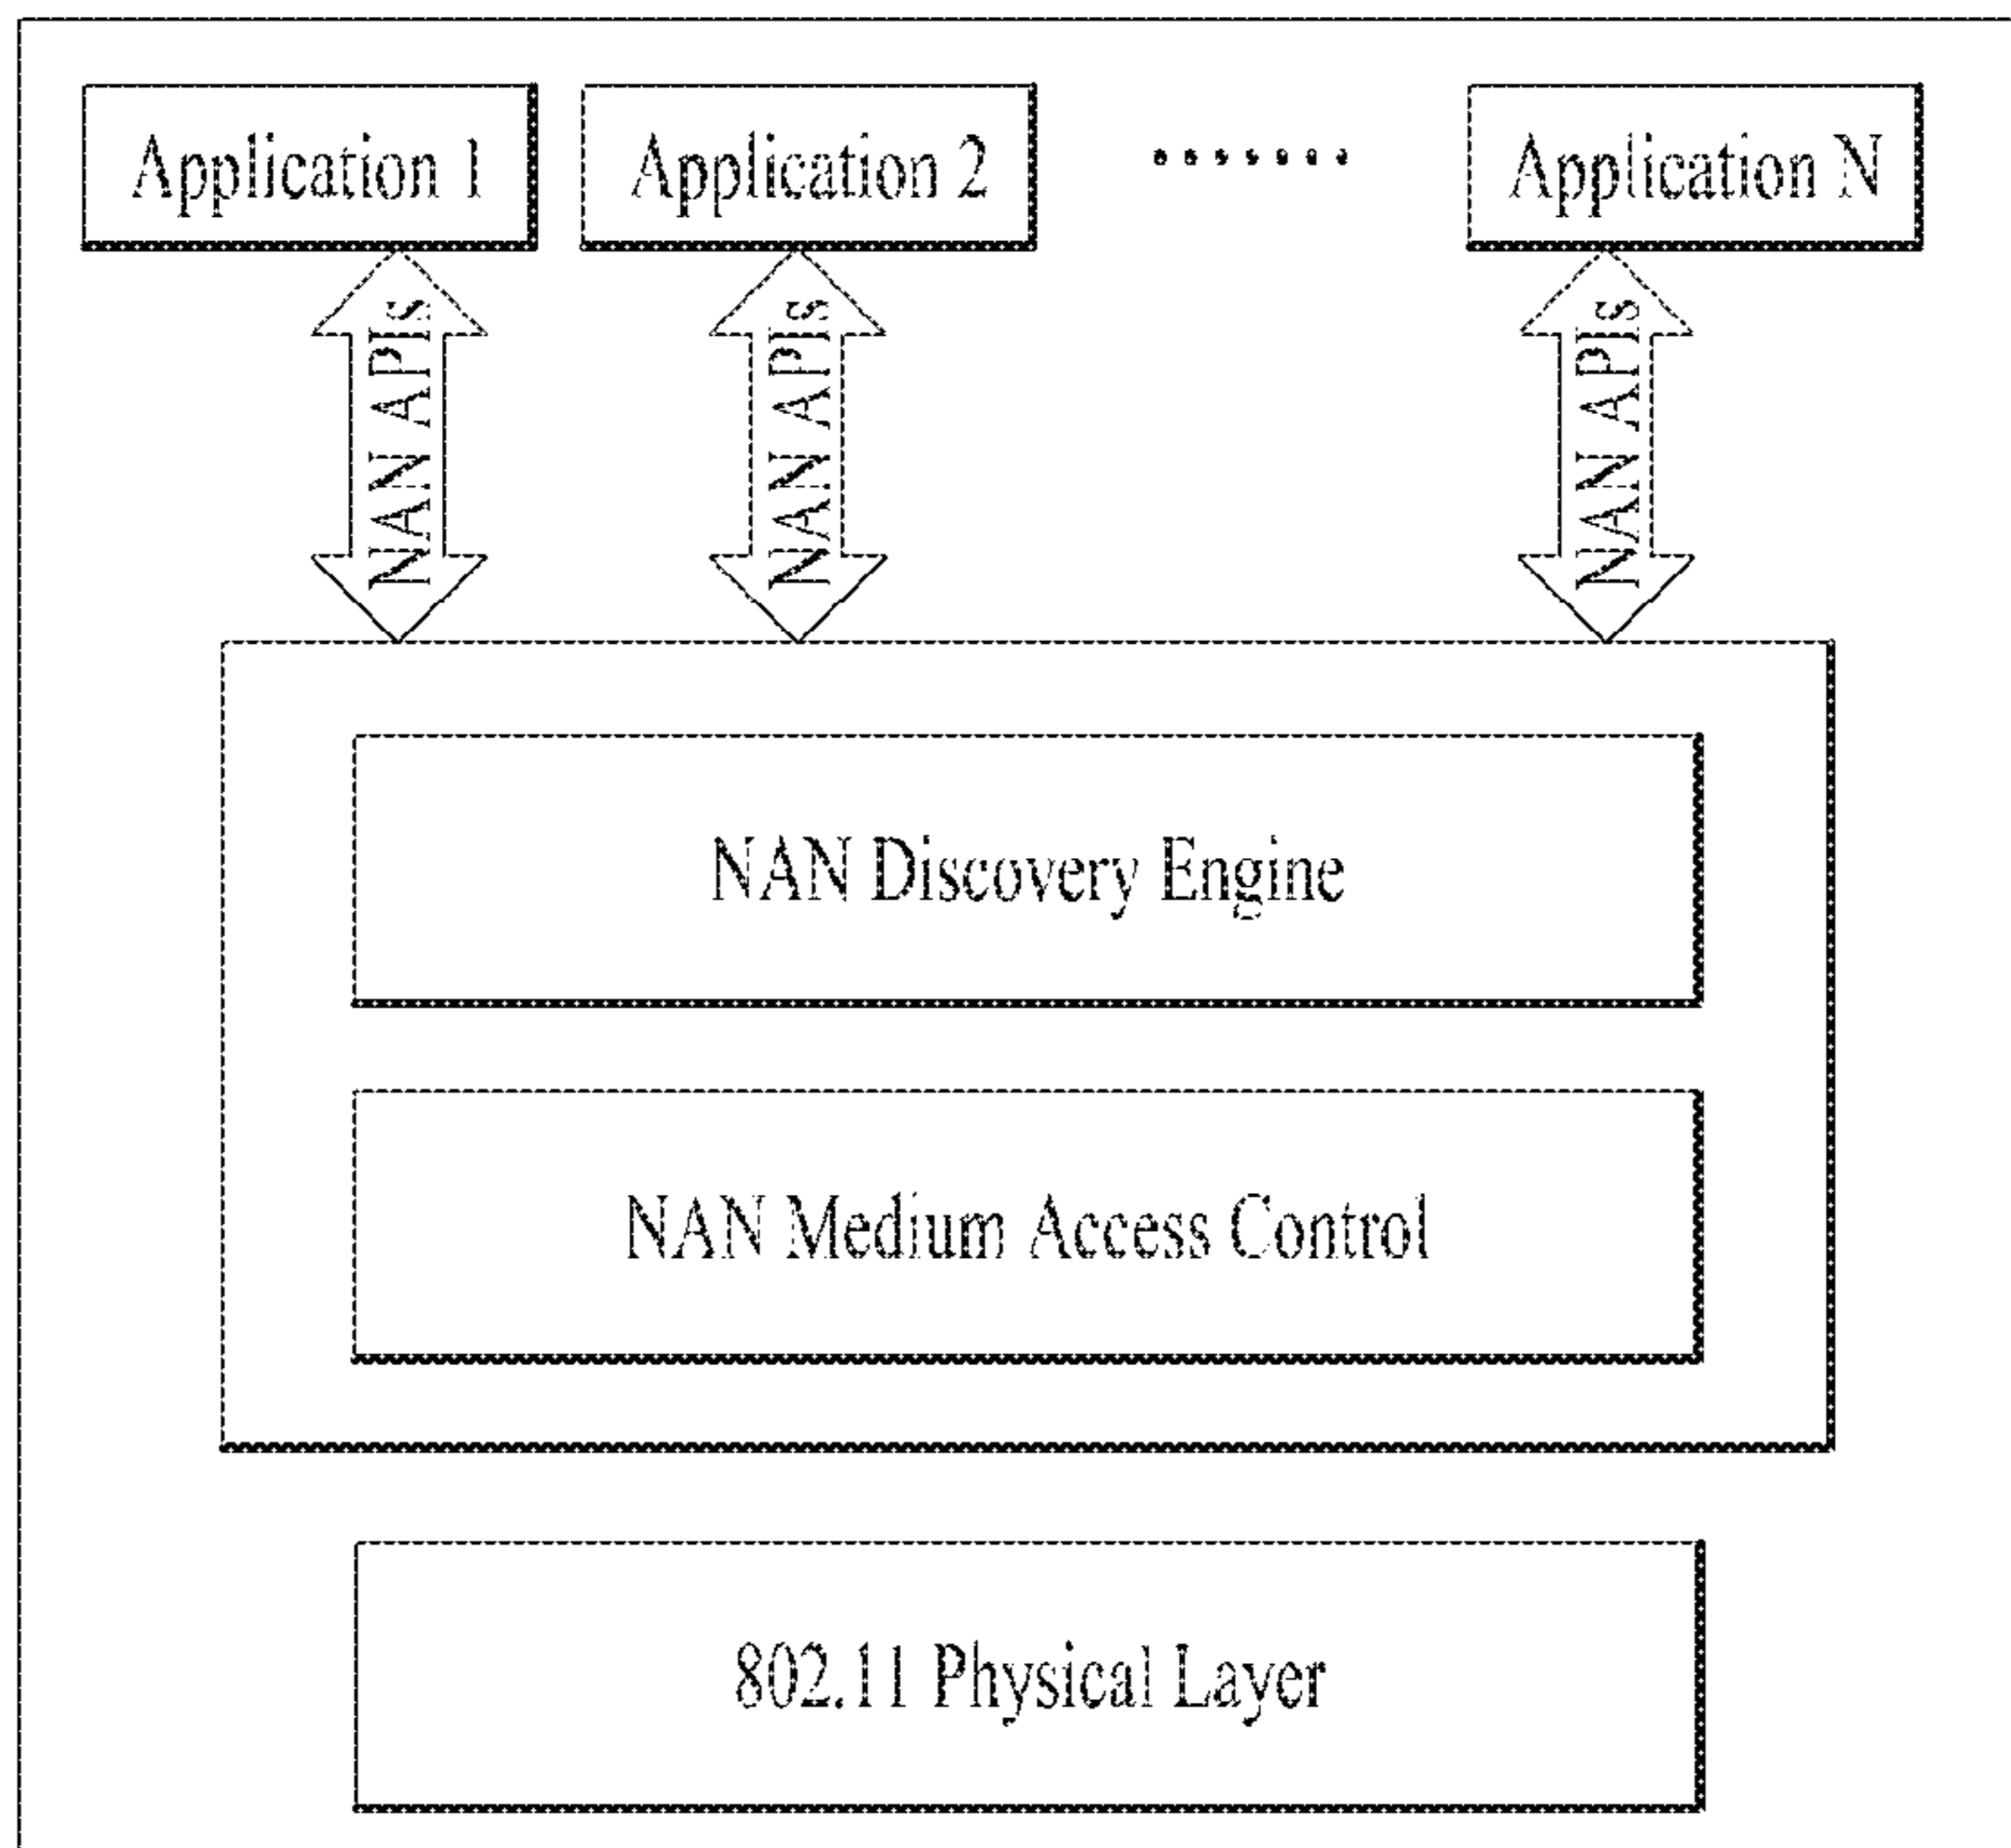 Application 1
Application 2
.......
Application N
NAN APIs
NAN APIs
NAN APIs
NAN Discovery Engine
NAN Medium Access Control
802.11 Physical Layer